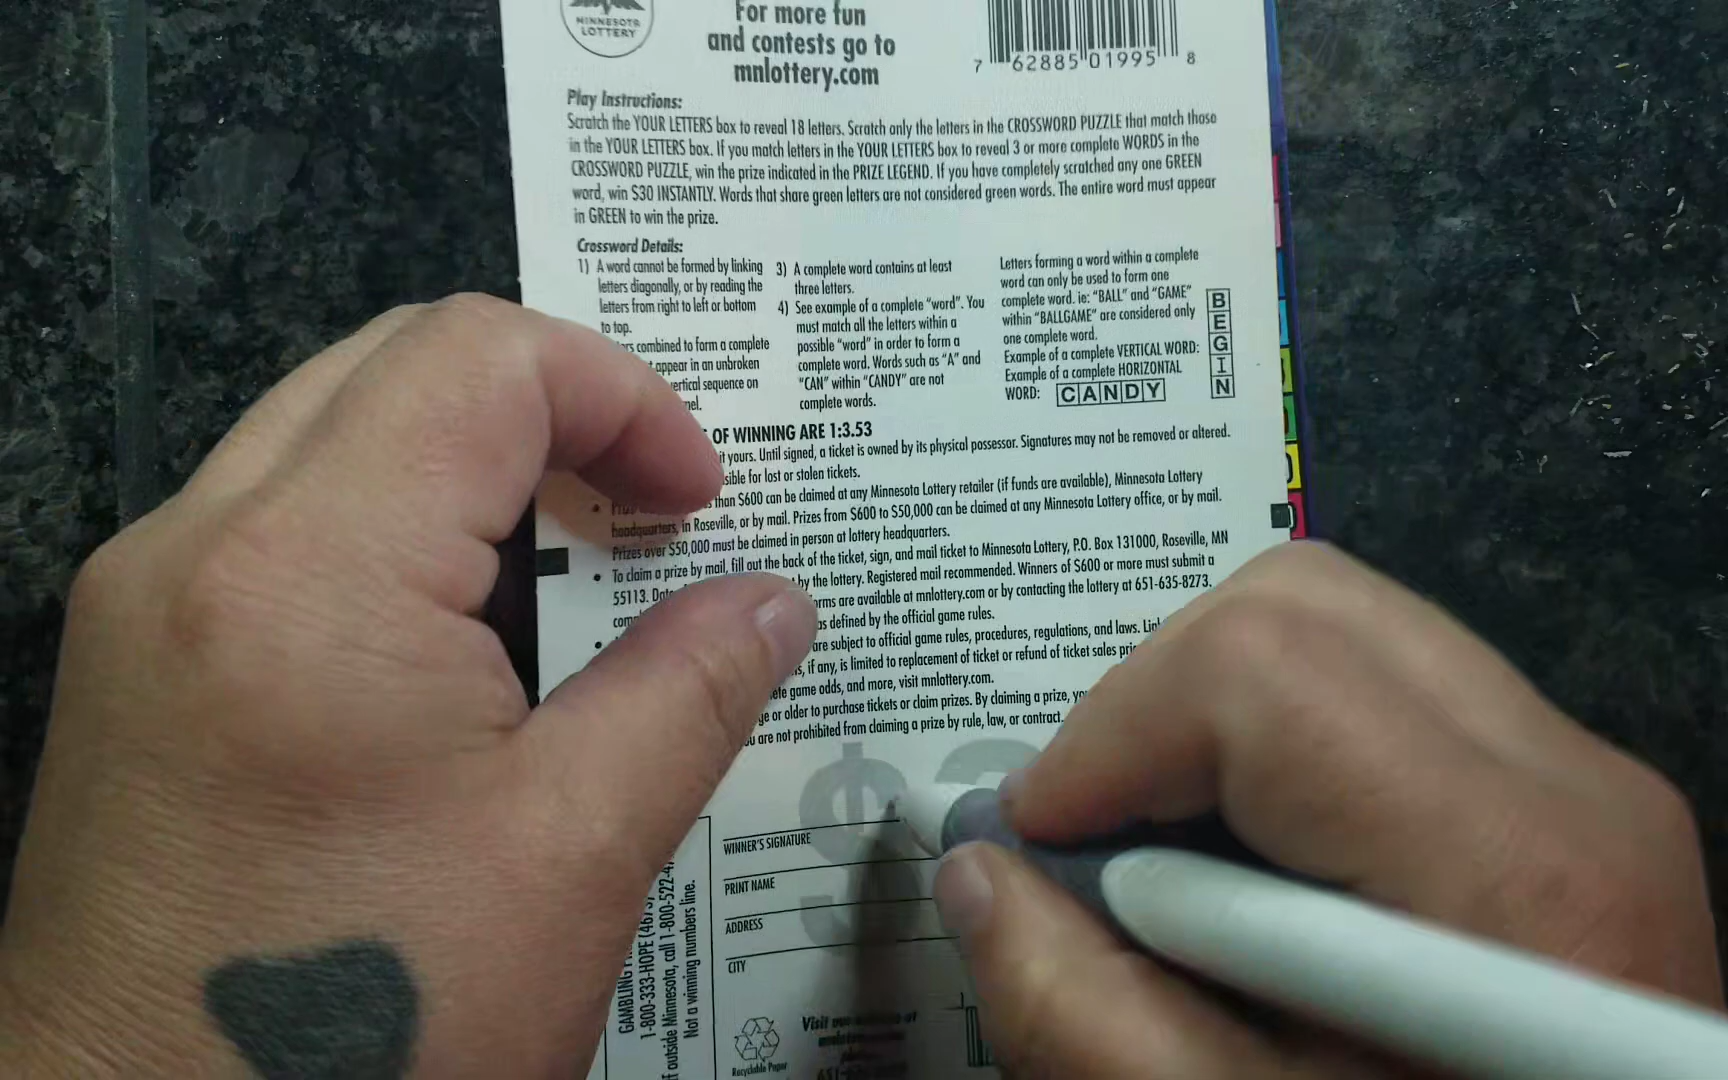 MINNESOTA
LOTTERY
For more fun
and contests go to
mnlottery.com
7 62885 01995 8
Play Instructions:
Scratch the YOUR LETTERS box to reveal 18 letters. Scratch only the letters in the CROSSWORD PUZZLE that match those
in the YOUR LETTERS box. If you match letters in the YOUR LETTERS box to reveal 3 or more complete WORDS in the
CROSSWORD PUZZLE, win the prize indicated in the PRIZE LEGEND. If you have completely scratched any one GREEN
word, win $30 INSTANTLY. Words that share green letters are not considered green words. The entire word must appear
in GREEN to win the prize.
Crossword Details:
1) A word cannot be formed by linking
letters diagonally, or by reading the
letters from right to left or bottom
to top.
combined to form a complete
appear in an unbroken
vertical sequence on
3) A complete word contains at least
three letters.
4) See example of a complete "word". You
must match all the letters within a
possible "word" in order to form a
complete word. Words such as "A" and
"CAN" within "CANDY" are not
complete words.
Letters forming a word within a complete
word can only be used to form one
complete word. ie: "BALL" and "GAME"
within "BALLGAME" are considered only
one complete word.
Example of a complete VERTICAL WORD:
Example of a complete HORIZONTAL
WORD: CANDY
BEGIN
OF WINNING ARE 1:3.53
it yours. Until signed, a ticket is owned by its physical possessor. Signatures may not be removed or altered.
for lost or stolen tickets.
than $600 can be claimed at any Minnesota Lottery retailer (if funds are available), Minnesota Lottery
headquarters, in Roseville, or by mail. Prizes from $600 to $50,000 can be claimed at any Minnesota Lottery office, or by mail.
Prizes over $50,000 must be claimed in person at lottery headquarters.
• To claim a prize by mail, fill out the back of the ticket, sign, and mail ticket to Minnesota Lottery, P.O. Box 131000, Roseville, MN
55113. by the lottery. Registered mail recommended. Winners of $600 or more must submit a
are available at mnlottery.com or by contacting the lottery at 651-635-8273.
as defined by the official game rules.
are subject to official game rules, procedures, regulations, and laws.
if any, is limited to replacement of ticket or refund of ticket sales
game odds, and more, visit mnlottery.com.
or older to purchase tickets or claim prizes. By claiming a prize,
are not prohibited from claiming a prize by rule, law, or contract.
WINNER'S SIGNATURE
PRINT NAME
ADDRESS
CITY
1-800-333-HOPE
outside Minnesota, call 1-800-522-4
Not a winning numbers line.
Recyclable Paper
Visit